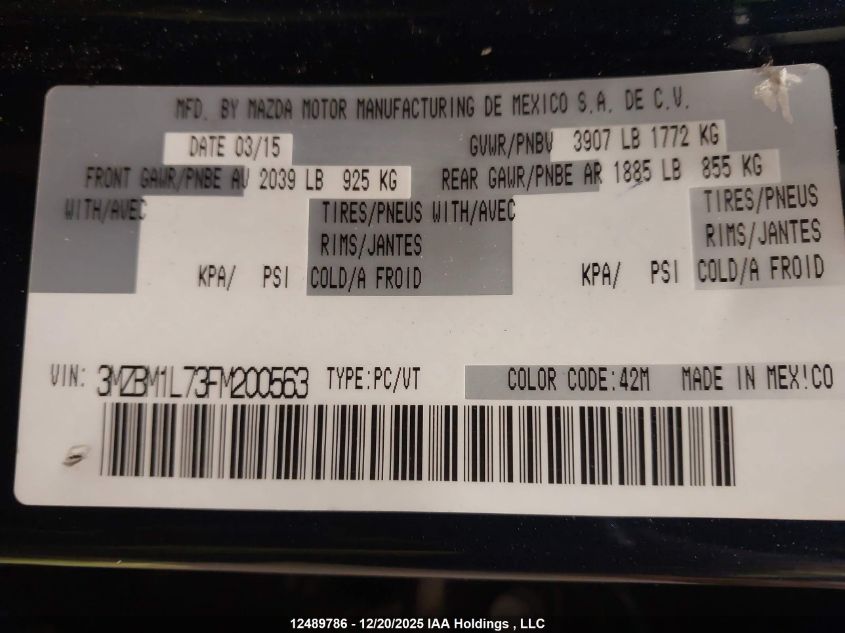 MFD. BY MAZDA MOTOR MANUFACTURING DE MEXICO S.A. DE C.V.
DATE 03/15 GVWR/PNBV 3907 LB 1772 KG
FRONT GAWR/PNBE AV 2039 LB 925 KG REAR GAWR/PNBE AR 1885 LB 855 KG
WITH/AVEC TIRES/PNEUS WITH/AVEC TIRES/PNEUS
RIMS/JANTES RIMS/JANTES
KPA/ PSI COLD/A FROID KPA/ PSI COLD/A FROID
VIN: 3MZBM1L73FM200563 TYPE:PC/VT COLOR CODE:42M MADE IN MEX!CO
12489786 - 12/20/2025 IAA Holdings , LLC